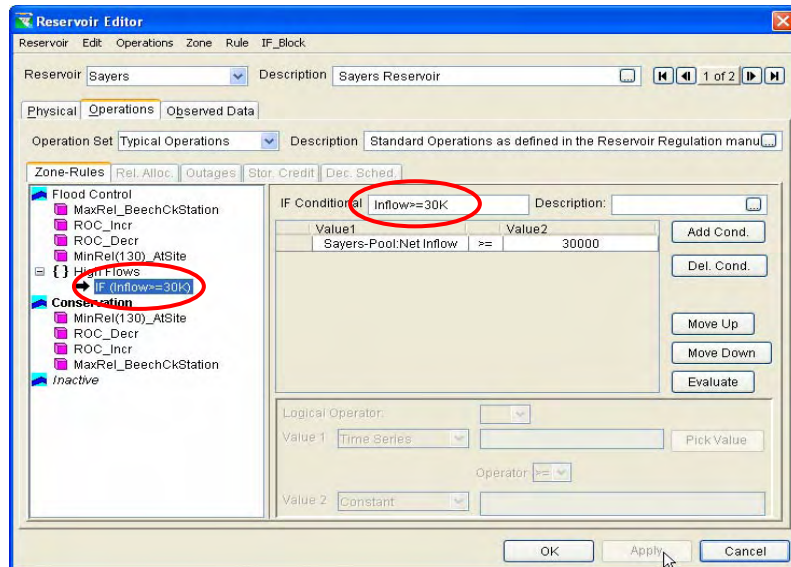 Reservoir Editor
Reservoir Edit Operations Zone Rule IF_Block
Reservoir Sayers Description Sayers Reservoir ... 1 of 2
Physical Operations Observed Data
Operation Set Typical Operations Description Standard Operations as defined in the Reservoir Regulation manu ...
Zone-Rules Rel. Alloc. Outages Stor. Credit Dec. Sched.
Flood Control
MaxRel_BeechCkStation
ROC_Incr
ROC_Decr
MinRel(130)_AtSite
{ } High Flows
IF (Inflow>=30K)
Conservation
MinRel(130)_AtSite
ROC_Decr
ROC_Incr
MaxRel_BeechCkStation
Inactive
IF Conditional Inflow>=30K Description: ...
Value1 Value2
Sayers-Pool:Net Inflow >= 30000
Add Cond.
Del. Cond.
Move Up
Move Down
Evaluate
Logical Operator:
Value 1 Time Series Pick Value
Operator >=
Value 2 Constant
OK Apply Cancel